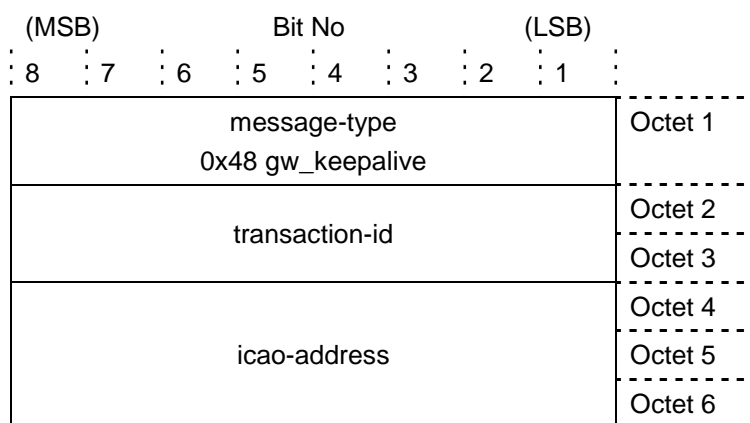 (MSB) Bit No (LSB)
8 7 6 5 4 3 2 1
message-type Octet 1
0x48 gw_keepalive
Octet 2
transaction-id
Octet 3
Octet 4
icao-address Octet 5
Octet 6